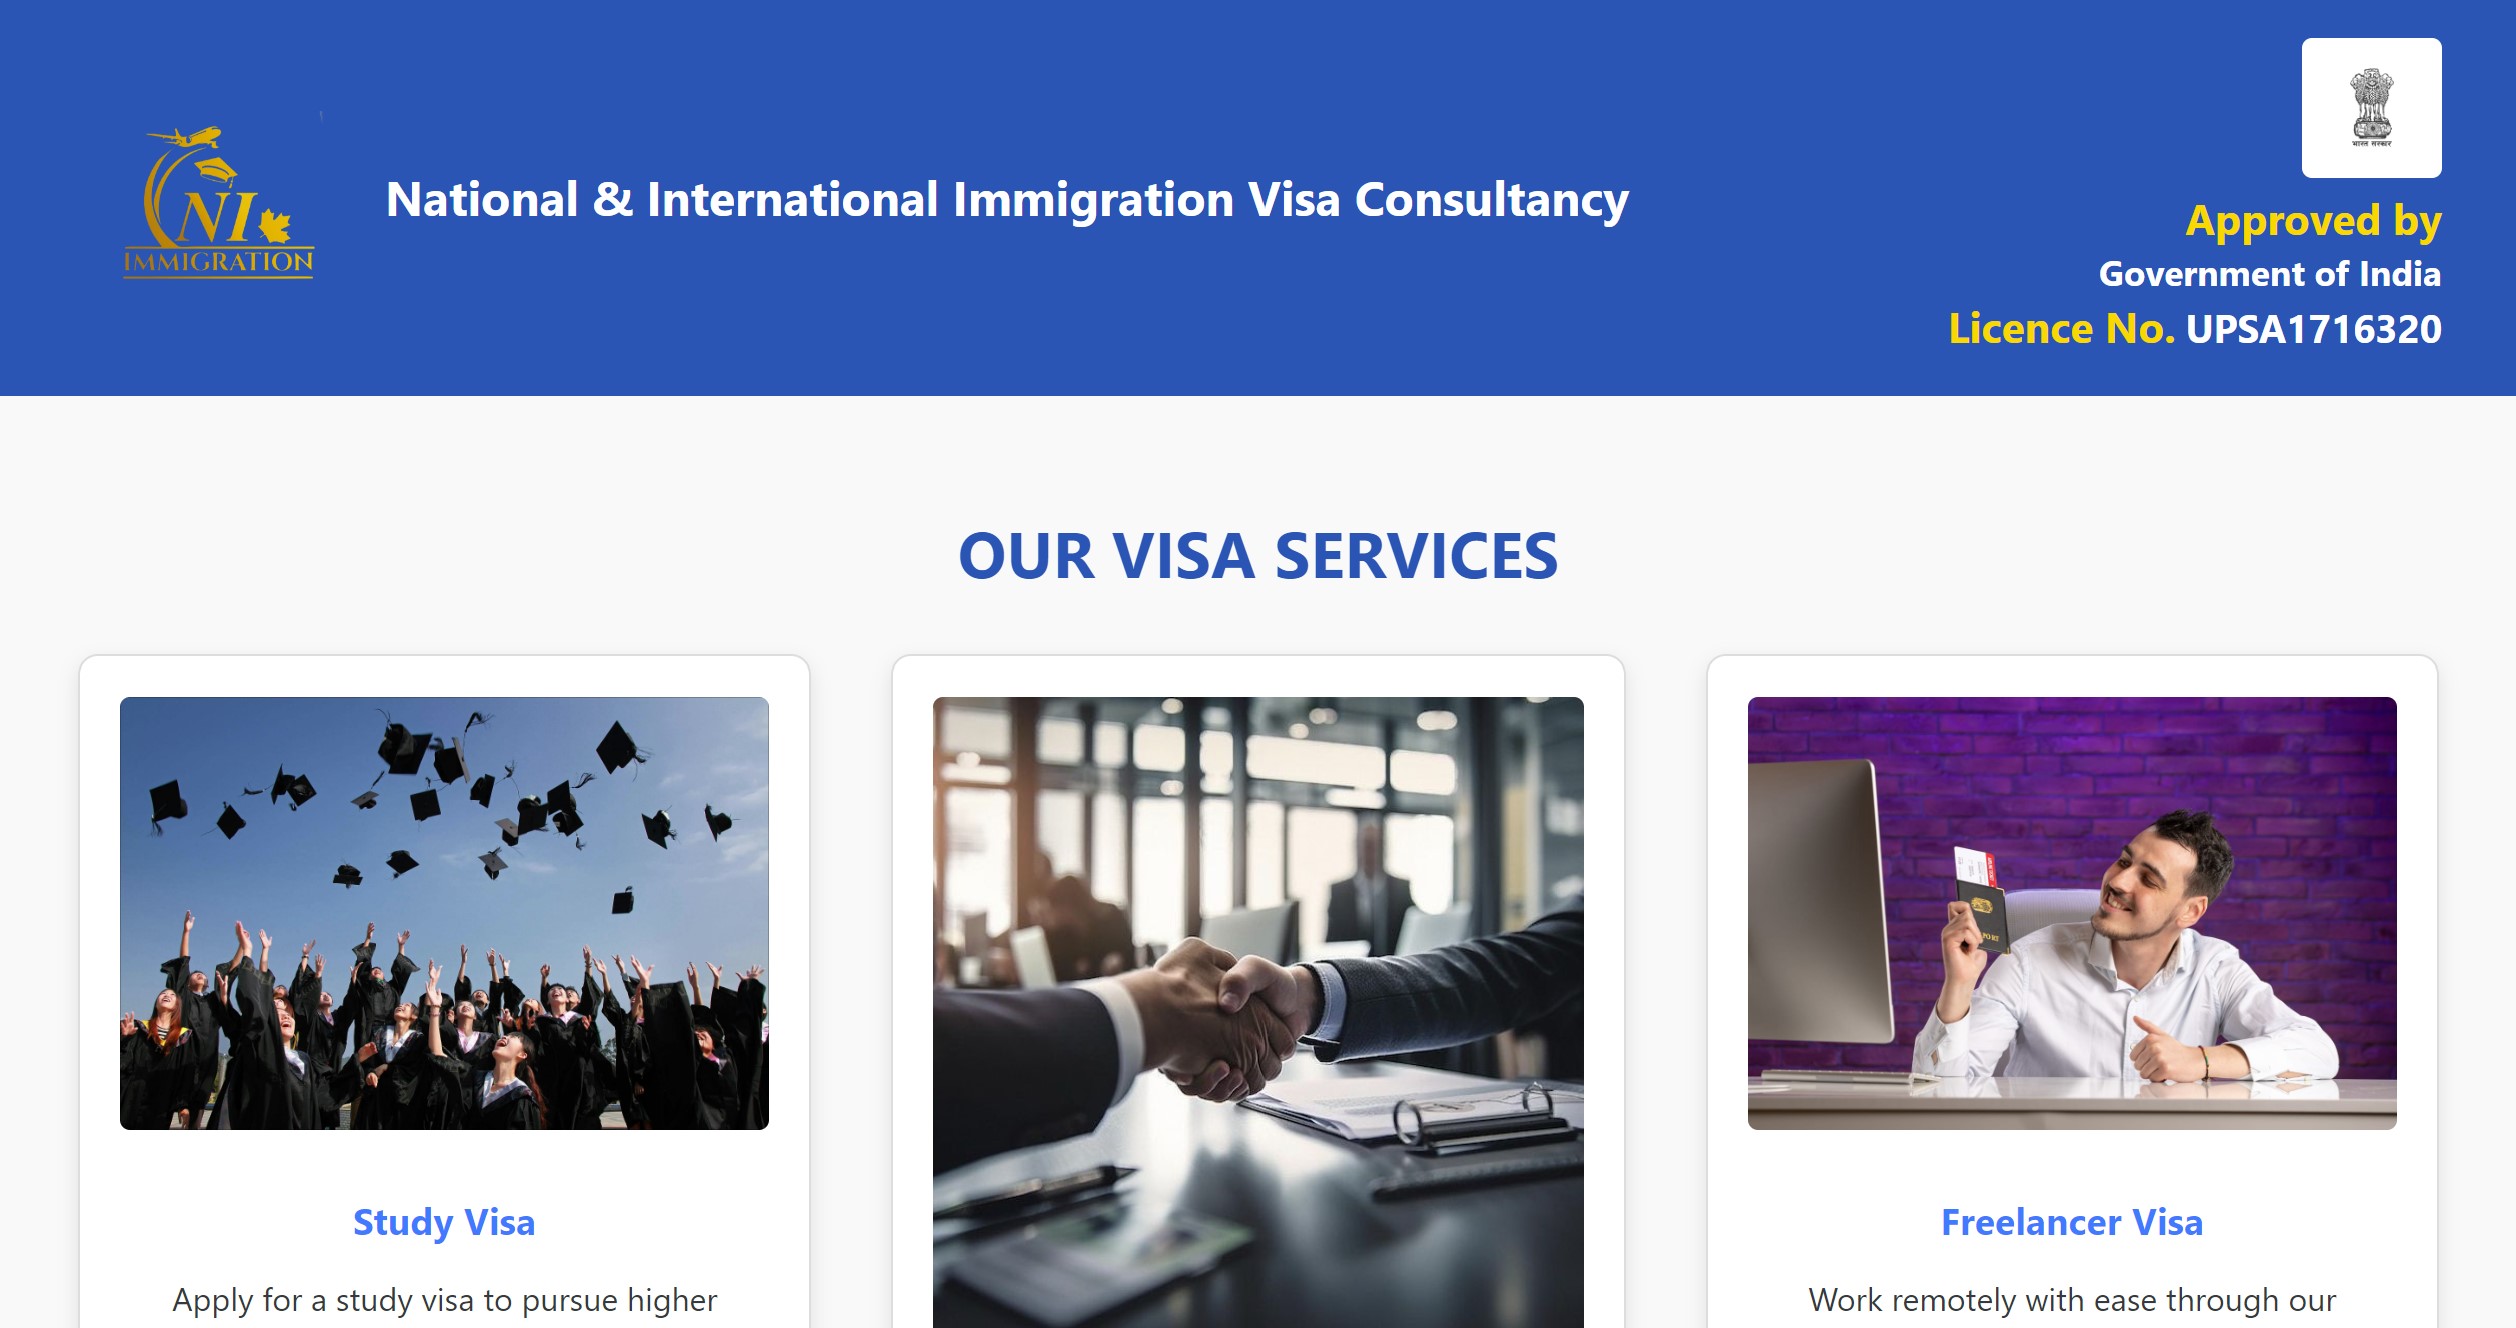 NI
IMMIGRATION
National & International Immigration Visa Consultancy
भारत सरकार
Approved by
Government of India
Licence No. UPSA1716320
OUR VISA SERVICES
Study Visa
Apply for a study visa to pursue higher
Freelancer Visa
Work remotely with ease through our